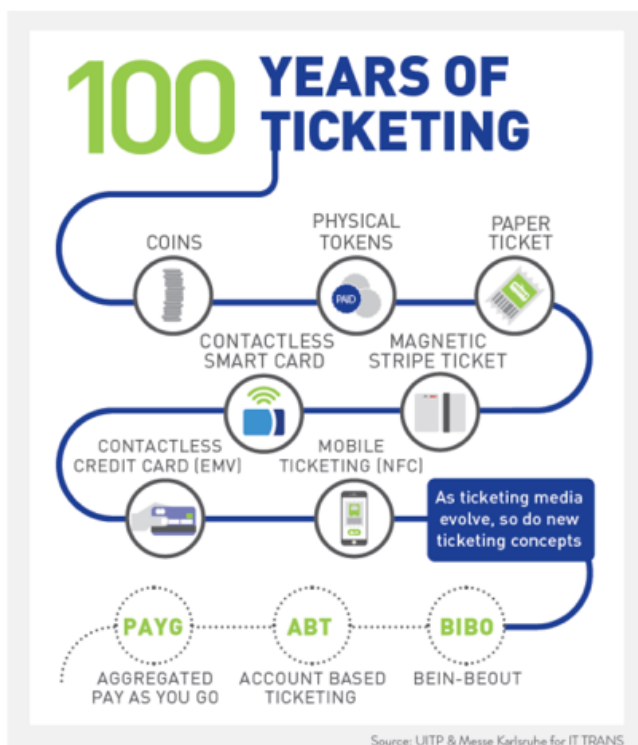 100 YEARS OF
TICKETING
COINS
PHYSICAL
TOKENS
PAID
PAPER
TICKET
CONTACTLESS
SMART CARD
MAGNETIC
STRIPE TICKET
CONTACTLESS
CREDIT CARD (EMV)
MOBILE
TICKETING (NFC)
As ticketing media
evolve, so do new
ticketing concepts
PAYG
AGGREGATED
PAY AS YOU GO
ABT
ACCOUNT BASED
TICKETING
BIBO
BEIN-BEOUT
Source: UITP & Messe Karlsruhe for IT TRANS